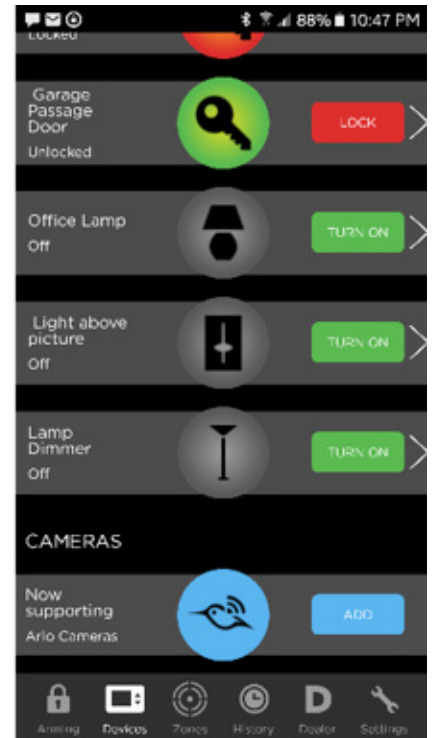 88% 10:47 PM
Locked
Garage
Passage
Door
Unlocked
LOCK
Office Lamp
Off
TURN ON
Light above
picture
Off
TURN ON
Lamp
Dimmer
Off
TURN ON
CAMERAS
Now
supporting
Arlo Cameras
ADD
Arming Devices Zones History Dealer Settings
D